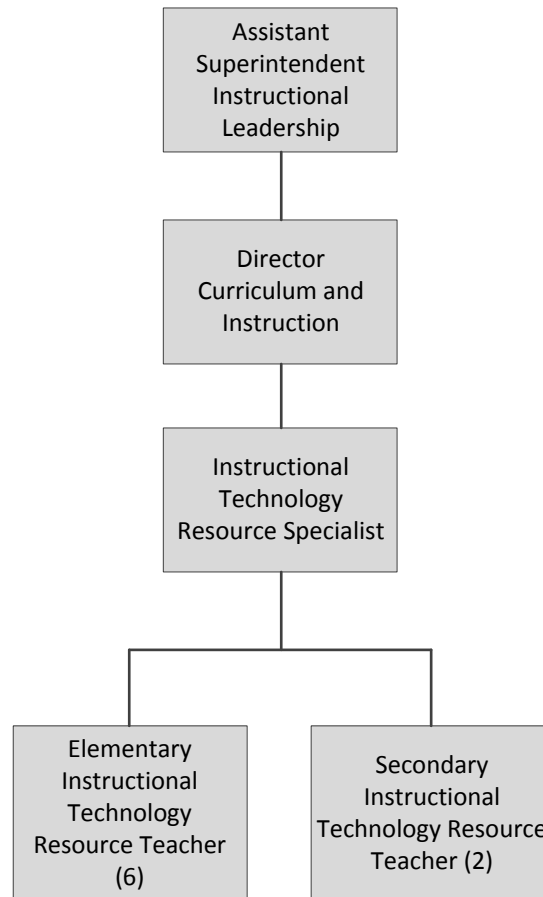 Assistant
Superintendent
Instructional
Leadership
Director
Curriculum and
Instruction
Instructional
Technology
Resource Specialist
Elementary
Instructional
Technology
Resource Teacher
(6)
Secondary
Instructional
Technology Resource
Teacher (2)